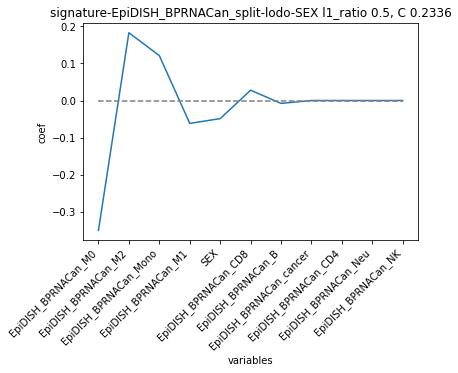 signature-EpiDISH_BPRNACan_split-lodo-SEX l1_ratio 0.5, C 0.2336
0.2
0.1
0.0
−0.1
−0.2
−0.3
coef
EpiDISH_BPRNACan_M0
EpiDISH_BPRNACan_M2
EpiDISH_BPRNACan_Mono
EpiDISH_BPRNACan_M1
SEX
EpiDISH_BPRNACan_CD8
EpiDISH_BPRNACan_B
EpiDISH_BPRNACan_cancer
EpiDISH_BPRNACan_CD4
EpiDISH_BPRNACan_Neu
EpiDISH_BPRNACan_NK
variables